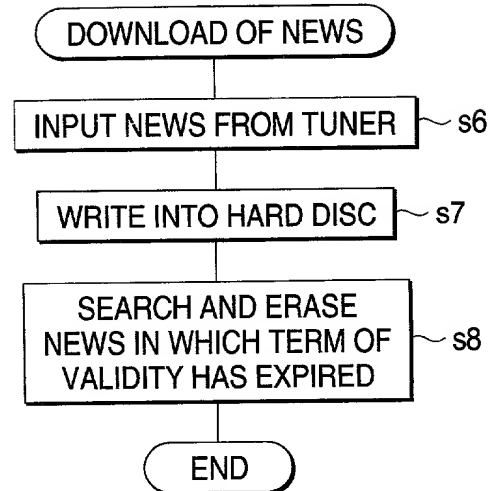 DOWNLOAD OF NEWS
INPUT NEWS FROM TUNER
s6
WRITE INTO HARD DISC
s7
SEARCH AND ERASE
NEWS IN WHICH TERM OF
VALIDITY HAS EXPIRED
s8
END